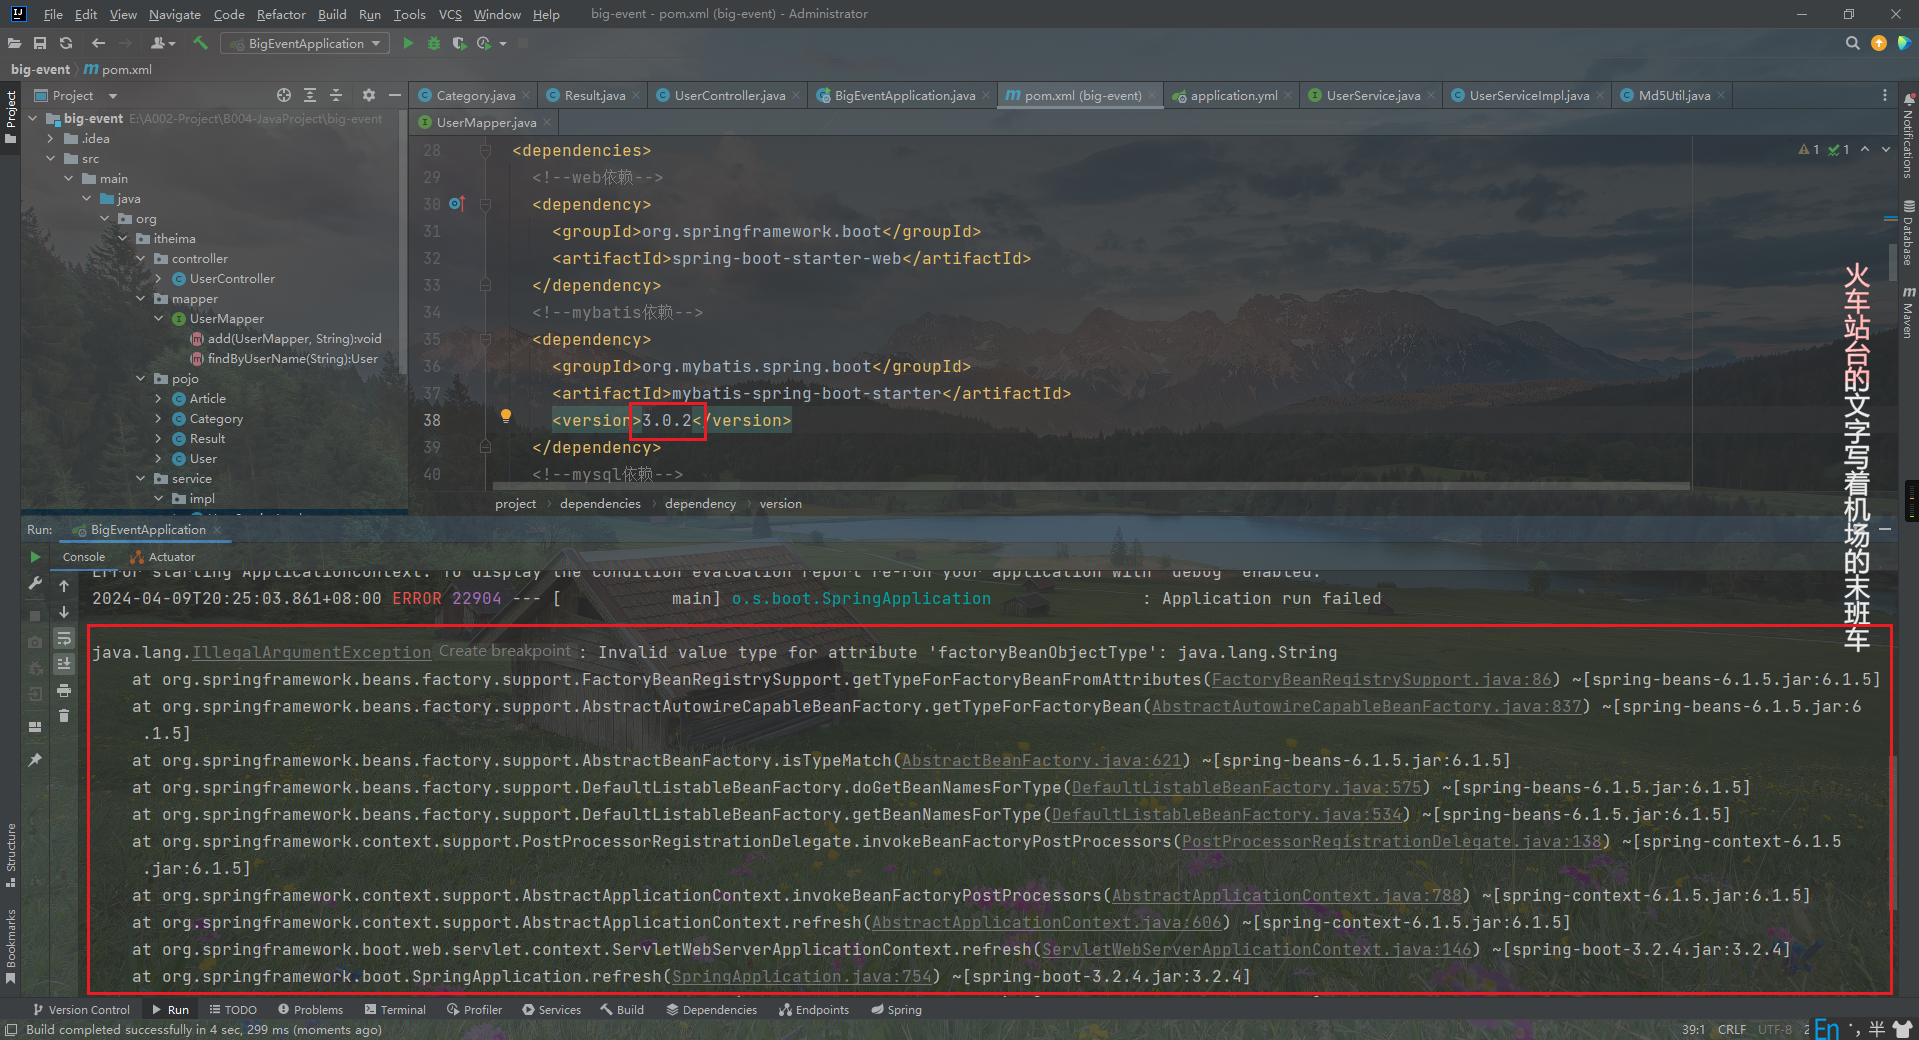 File Edit View Navigate Code Refactor Build Run Tools VCS Window Help big-event - pom.xml (big-event) - Administrator
BigEventApplication
big-event pom.xml
Project
Category.java Result.java UserController.java BigEventApplication.java pom.xml (big-event) application.yml UserService.java UserServiceImpl.java Md5Util.java
UserMapper.java
Project
big-event E:\A002-Project\B004-JavaProject\big-event
.idea
src
main
java
org
itheima
controller
UserController
mapper
UserMapper
add(UserMapper, String):void
findByUserName(String):User
pojo
Article
Category
Result
User
service
impl
28 <dependencies>
29 <!--web依赖-->
30 <dependency>
31 <groupId>org.springframework.boot</groupId>
32 <artifactId>spring-boot-starter-web</artifactId>
33 </dependency>
34 <!--mybatis依赖-->
35 <dependency>
36 <groupId>org.mybatis.spring.boot</groupId>
37 <artifactId>mybatis-spring-boot-starter</artifactId>
38 <version>3.0.2</version>
39 </dependency>
40 <!--mysql依赖-->
1 1
project dependencies dependency version
Notifications
Database
Maven
火车站台的文字写着机场的末班车
Run: BigEventApplication
Console Actuator
Error starting ApplicationContext. To display the condition evaluation report re-run your application with 'debug' enabled.
2024-04-09T20:25:03.861+08:00 ERROR 22904 --- [ main] o.s.boot.SpringApplication : Application run failed
java.lang.IllegalArgumentException Create breakpoint : Invalid value type for attribute 'factoryBeanObjectType': java.lang.String
at org.springframework.beans.factory.support.FactoryBeanRegistrySupport.getTypeForFactoryBeanFromAttributes(FactoryBeanRegistrySupport.java:86) ~[spring-beans-6.1.5.jar:6.1.5]
at org.springframework.beans.factory.support.AbstractAutowireCapableBeanFactory.getTypeForFactoryBean(AbstractAutowireCapableBeanFactory.java:837) ~[spring-beans-6.1.5.jar:6
.1.5]
at org.springframework.beans.factory.support.AbstractBeanFactory.isTypeMatch(AbstractBeanFactory.java:621) ~[spring-beans-6.1.5.jar:6.1.5]
at org.springframework.beans.factory.support.DefaultListableBeanFactory.doGetBeanNamesForType(DefaultListableBeanFactory.java:575) ~[spring-beans-6.1.5.jar:6.1.5]
at org.springframework.beans.factory.support.DefaultListableBeanFactory.getBeanNamesForType(DefaultListableBeanFactory.java:534) ~[spring-beans-6.1.5.jar:6.1.5]
at org.springframework.context.support.PostProcessorRegistrationDelegate.invokeBeanFactoryPostProcessors(PostProcessorRegistrationDelegate.java:138) ~[spring-context-6.1.5
.jar:6.1.5]
at org.springframework.context.support.AbstractApplicationContext.invokeBeanFactoryPostProcessors(AbstractApplicationContext.java:788) ~[spring-context-6.1.5.jar:6.1.5]
at org.springframework.context.support.AbstractApplicationContext.refresh(AbstractApplicationContext.java:606) ~[spring-context-6.1.5.jar:6.1.5]
at org.springframework.boot.web.servlet.context.ServletWebServerApplicationContext.refresh(ServletWebServerApplicationContext.java:146) ~[spring-boot-3.2.4.jar:3.2.4]
at org.springframework.boot.SpringApplication.refresh(SpringApplication.java:754) ~[spring-boot-3.2.4.jar:3.2.4]
Structure
Bookmarks
Version Control Run TODO Problems Terminal Profiler Services Build Dependencies Endpoints Spring
Build completed successfully in 4 sec, 299 ms (moments ago)
39:1 CRLF UTF-8 2 En ·, 半